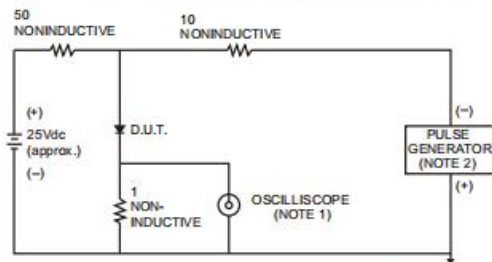 50
NONINDUCTIVE
10
NONINDUCTIVE
(+)
25Vdc
(approx.)
(−)
D.U.T.
1
NON-
INDUCTIVE
OSCILLISCOPE
(NOTE 1)
(−)
PULSE
GENERATOR
(NOTE 2)
(+)